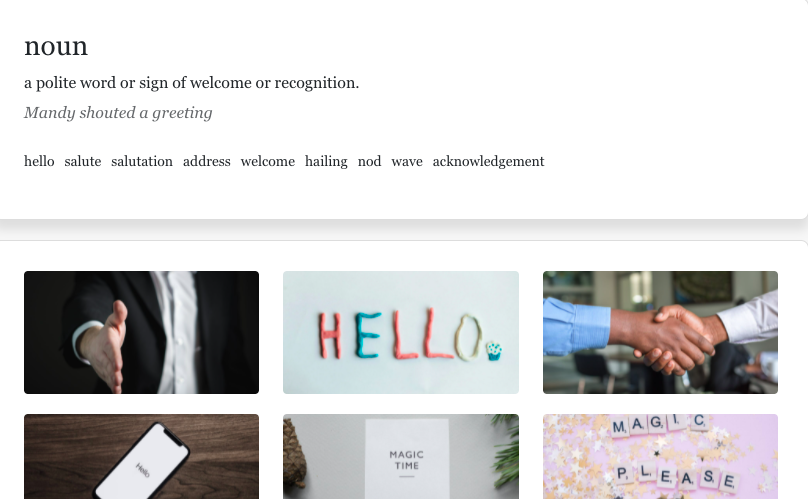 noun
a polite word or sign of welcome or recognition.
Mandy shouted a greeting
hello salute salutation address welcome hailing nod wave acknowledgement
HELLO
Hello
MAGIC
TIME
MAGIC
PLEASE